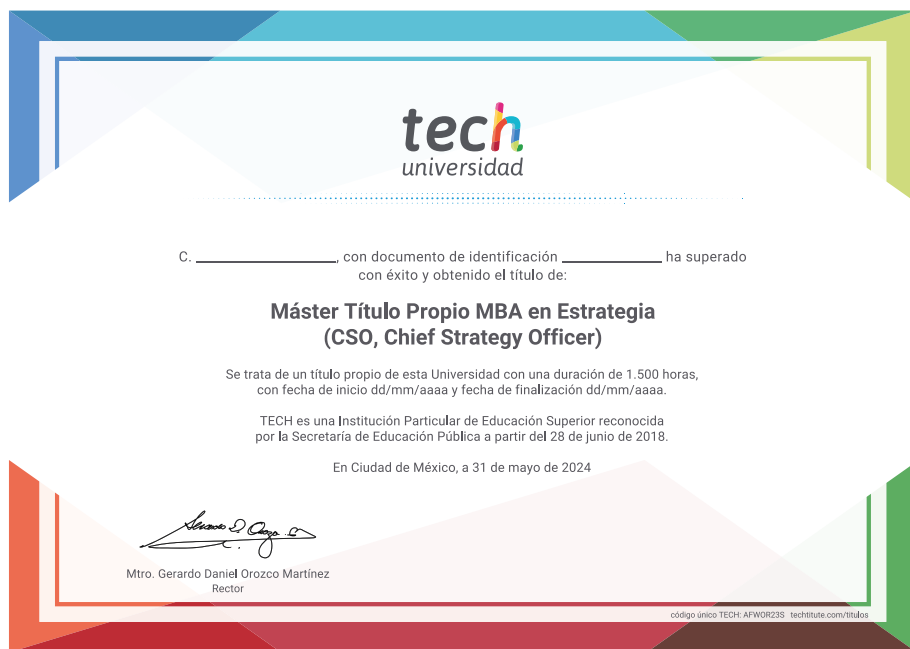 tech
universidad
C. ____________, con documento de identificación ____________ ha superado
con éxito y obtenido el título de:
Máster Título Propio MBA en Estrategia
(CSO, Chief Strategy Officer)
Se trata de un título propio de esta Universidad con una duración de 1.500 horas,
con fecha de inicio dd/mm/aaaa y fecha de finalización dd/mm/aaaa.
TECH es una Institución Particular de Educación Superior reconocida
por la Secretaría de Educación Pública a partir del 28 de junio de 2018.
En Ciudad de México, a 31 de mayo de 2024
Mtro. Gerardo Daniel Orozco Martínez
Rector
código único TECH: AFWOR23S techtitute.com/titulos